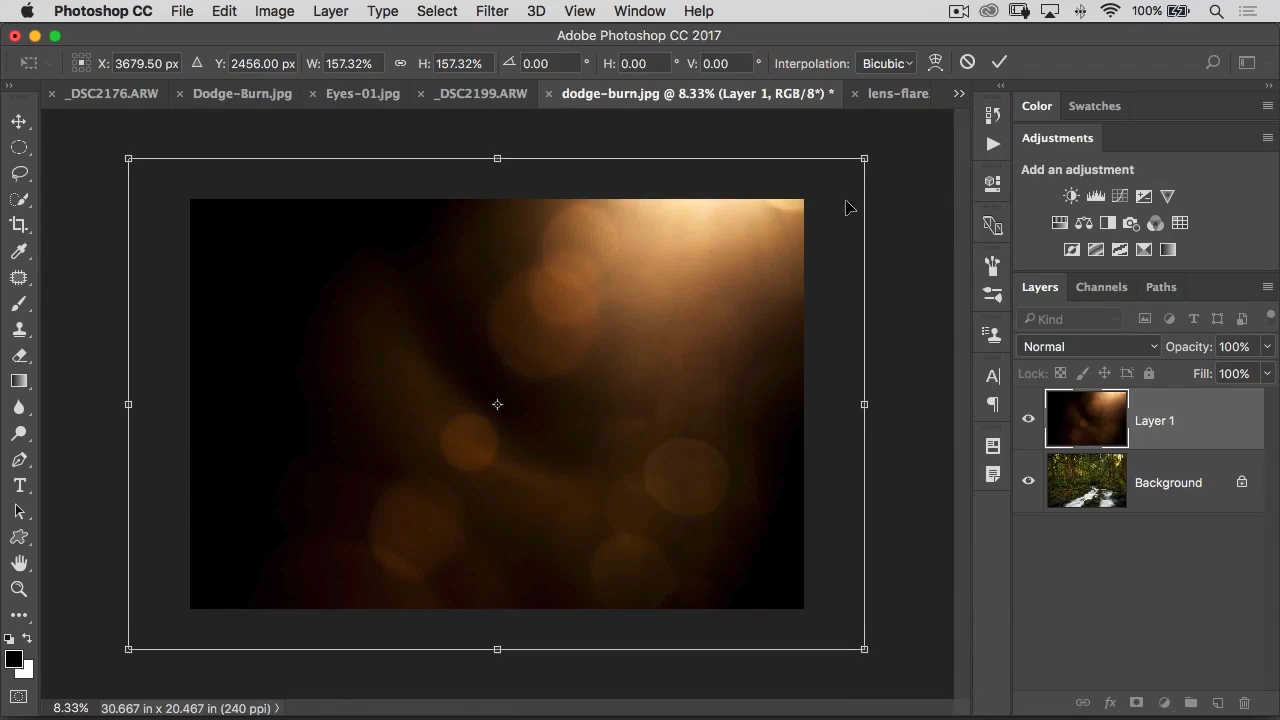 Photoshop CC File Edit Image Layer Type Select Filter 3D View Window Help 100%
Adobe Photoshop CC 2017
X: 3679.50 px Y: 2456.00 px W: 157.32% H: 157.32% 0.00 ° H: 0.00 ° V: 0.00 ° Interpolation: Bicubic
_DSC2176.ARW Dodge-Burn.jpg Eyes-01.jpg _DSC2199.ARW dodge-burn.jpg @ 8.33% (Layer 1, RGB/8*) * lens-flare
Color Swatches
Adjustments
Add an adjustment
Layers Channels Paths
Kind
Normal Opacity: 100%
Lock: Fill: 100%
Layer 1
Background
8.33% 30.667 in x 20.467 in (240 ppi)